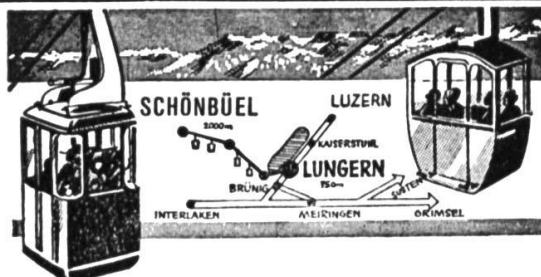 SCHÖNBÜEL
2000m
LUZERN
KAISERSTUHL
LUNGERN
750m
BRÜNIG
SUSTEN
INTERLAKEN
MEIRINGEN
GRIMSEL